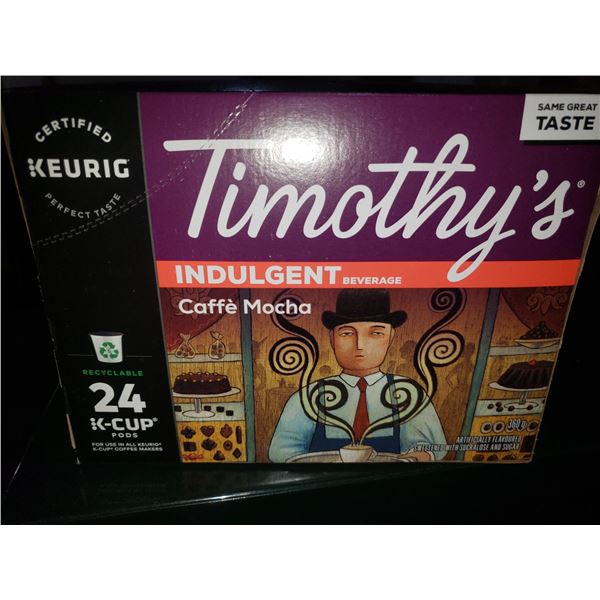 CERTIFIED
KEURIG
PERFECT TASTE
SAME GREAT
TASTE
Timothy's®
INDULGENT BEVERAGE
Caffè Mocha
RECYCLABLE
24
K-CUP®
PODS
FOR USE IN ALL KEURIG®
K-CUP® COFFEE MAKERS
360 g
ARTIFICIALLY FLAVOURED
SWEETENED WITH SUCRALOSE AND SUGAR